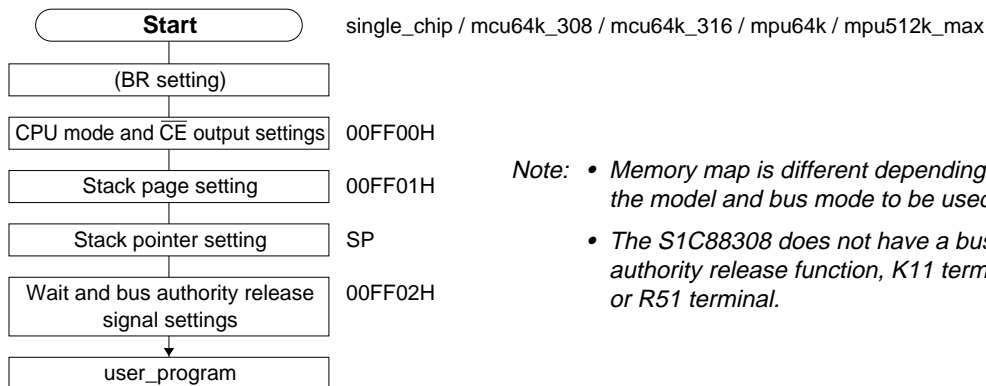 Start single_chip / mcu64k_308 / mcu64k_316 / mpu64k / mpu512k_max
(BR setting)
CPU mode and CE output settings 00FF00H
Stack page setting 00FF01H
Stack pointer setting SP
Wait and bus authority release
signal settings
00FF02H
user_program
Note: • Memory map is different depending
the model and bus mode to be used
• The S1C88308 does not have a bus
authority release function, K11
or R51 terminal.